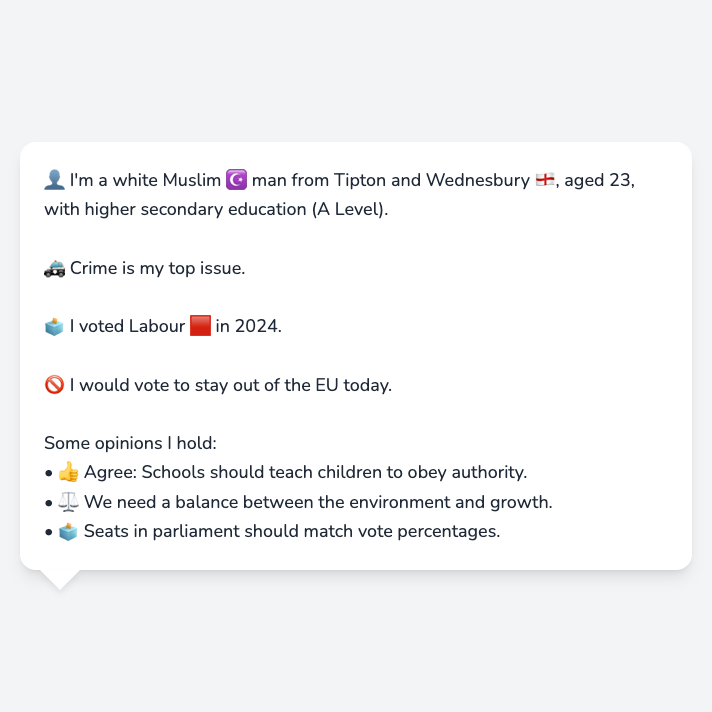 👤 I'm a white Muslim ☪️ man from Tipton and Wednesbury 🏴󠁧󠁢󠁥󠁮󠁧󠁿, aged 23,
with higher secondary education (A Level).
🚓 Crime is my top issue.
🗳️ I voted Labour 🟥 in 2024.
🚫 I would vote to stay out of the EU today.
Some opinions I hold:
• 👍 Agree: Schools should teach children to obey authority.
• ⚖️ We need a balance between the environment and growth.
• 🗳️ Seats in parliament should match vote percentages.